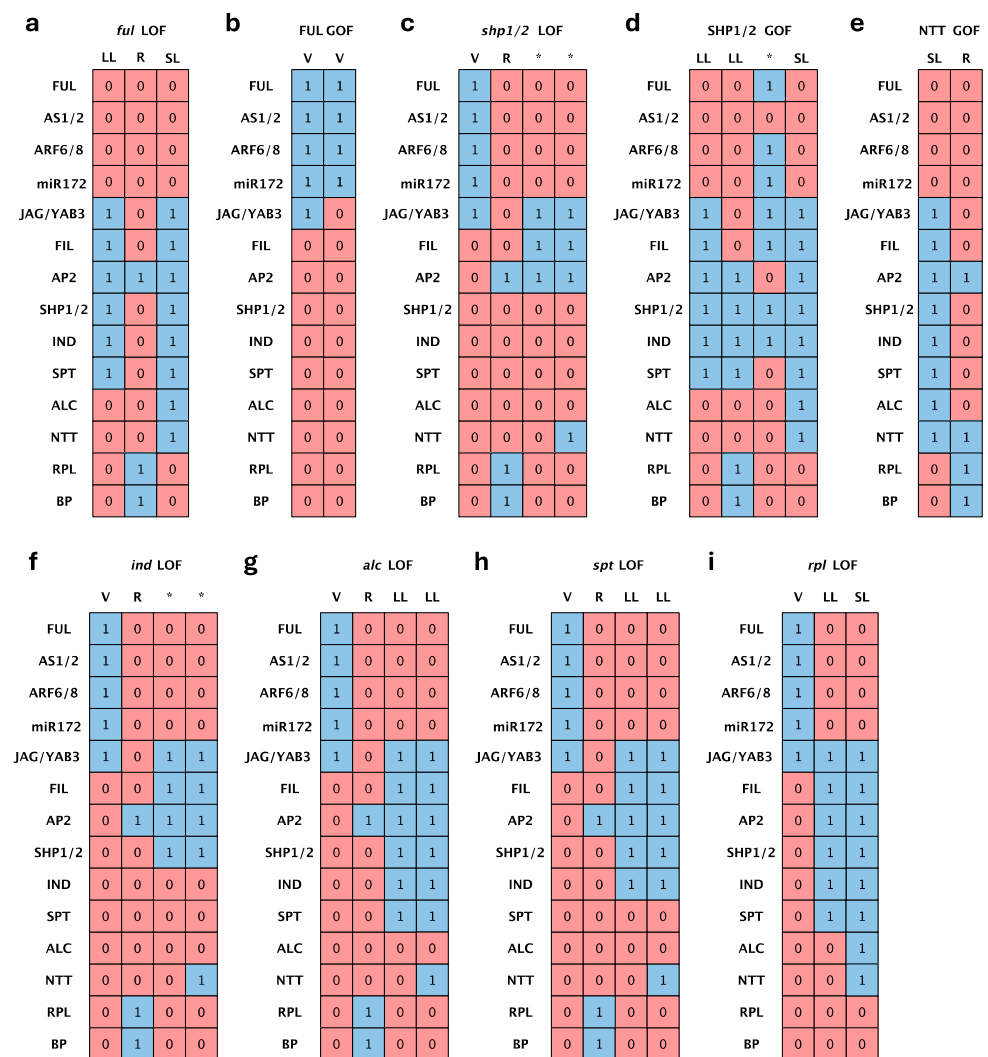 a b c d e
ful LOF FUL GOF shp1/2 LOF SHP1/2 GOF NTT GOF
LL R SL V V V R * * LL LL * SL SL R
FUL 0 0 0 FUL 1 1 FUL 1 0 0 0 FUL 0 0 1 0 FUL 0 0
AS1/2 0 0 0 AS1/2 1 1 AS1/2 1 0 0 0 AS1/2 0 0 0 0 AS1/2 0 0
ARF6/8 0 0 0 ARF6/8 1 1 ARF6/8 1 0 0 0 ARF6/8 0 0 1 0 ARF6/8 0 0
miR172 0 0 0 miR172 1 1 miR172 1 0 0 0 miR172 0 0 1 0 miR172 0 0
JAG/YAB3 1 0 1 JAG/YAB3 1 0 JAG/YAB3 1 0 1 1 JAG/YAB3 1 0 1 1 JAG/YAB3 1 0
FIL 1 0 1 FIL 0 0 FIL 0 0 1 1 FIL 1 0 1 1 FIL 1 0
AP2 1 1 1 AP2 0 0 AP2 0 1 1 1 AP2 1 1 0 1 AP2 1 1
SHP1/2 1 0 1 SHP1/2 0 0 SHP1/2 0 0 0 0 SHP1/2 1 1 1 1 SHP1/2 1 0
IND 1 0 1 IND 0 0 IND 0 0 0 0 IND 1 1 1 1 IND 1 0
SPT 1 0 1 SPT 0 0 SPT 0 0 0 0 SPT 1 1 0 1 SPT 1 0
ALC 0 0 1 ALC 0 0 ALC 0 0 0 0 ALC 0 0 0 1 ALC 1 0
NTT 0 0 1 NTT 0 0 NTT 0 0 0 1 NTT 0 0 0 1 NTT 1 1
RPL 0 1 0 RPL 0 0 RPL 0 1 0 0 RPL 0 1 0 0 RPL 0 1
BP 0 1 0 BP 0 0 BP 0 1 0 0 BP 0 1 0 0 BP 0 1
f g h i
ind LOF alc LOF spt LOF rpl LOF
V R * * V R LL LL V R LL LL V LL SL
FUL 1 0 0 0 FUL 1 0 0 0 FUL 1 0 0 0 FUL 1 0 0
AS1/2 1 0 0 0 AS1/2 1 0 0 0 AS1/2 1 0 0 0 AS1/2 1 0 0
ARF6/8 1 0 0 0 ARF6/8 1 0 0 0 ARF6/8 1 0 0 0 ARF6/8 1 0 0
miR172 1 0 0 0 miR172 1 0 0 0 miR172 1 0 0 0 miR172 1 0 0
JAG/YAB3 1 0 1 1 JAG/YAB3 1 0 1 1 JAG/YAB3 1 0 1 1 JAG/YAB3 1 1 1
FIL 0 0 1 1 FIL 0 0 1 1 FIL 0 0 1 1 FIL 0 1 1
AP2 0 1 1 1 AP2 0 1 1 1 AP2 0 1 1 1 AP2 0 1 1
SHP1/2 0 0 1 1 SHP1/2 0 0 1 1 SHP1/2 0 0 1 1 SHP1/2 0 1 1
IND 0 0 0 0 IND 0 0 1 1 IND 0 0 1 1 IND 0 1 1
SPT 0 0 0 0 SPT 0 0 1 1 SPT 0 0 0 0 SPT 0 1 1
ALC 0 0 0 0 ALC 0 0 0 0 ALC 0 0 0 0 ALC 0 0 1
NTT 0 0 0 1 NTT 0 0 0 1 NTT 0 0 0 1 NTT 0 0 1
RPL 0 1 0 0 RPL 0 1 0 0 RPL 0 1 0 0 RPL 0 0 0
BP 0 1 0 0 BP 0 1 0 0 BP 0 1 0 0 BP 0 0 0